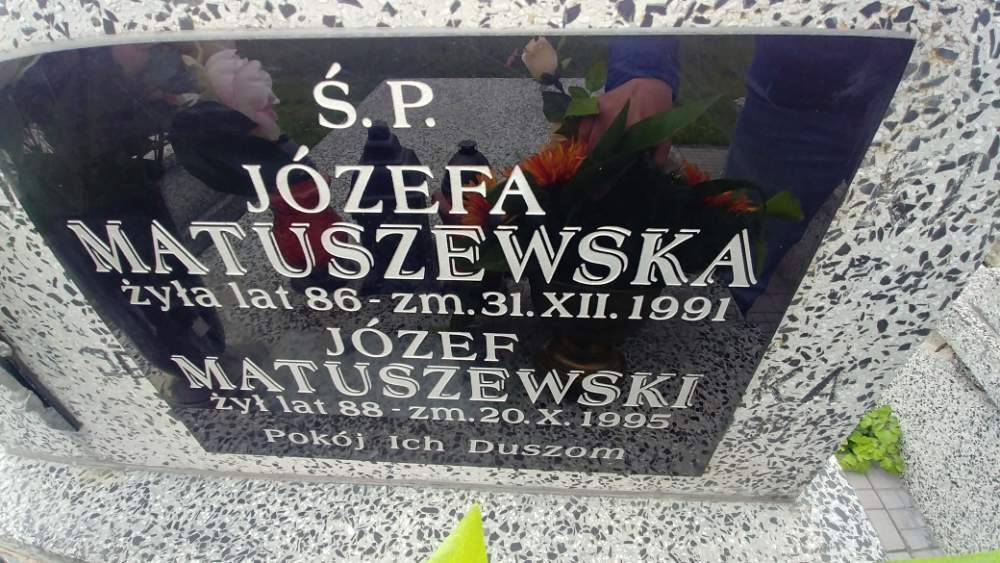 Ś.P.
JÓZEFA
MATUSZEWSKA
żyła lat 86 - zm. 31. XII. 1991
JÓZEF
MATUSZEWSKI
żył lat 88 - zm. 20. X. 1995
Pokój Ich Duszom